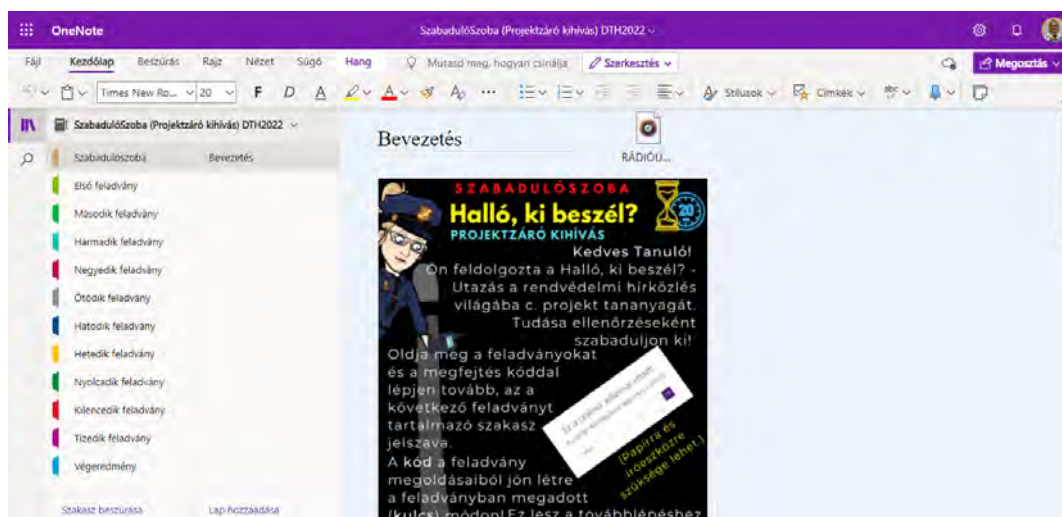 OneNote
SzabadulóSzoba (Projektzáró kihívás) DTH2022
Fájl Kezdőlap Beszúrás Rajz Nézet Súgó Hang Mutasd meg, hogyan csinálja Szerkesztés Megosztás
Times New Ro... 20 F D A Stílusok Címkék
SzabadulóSzoba (Projektzáró kihívás) DTH2022
Szabadulószoba Bevezetés
Első feladvány
Második feladvány
Harmadik feladvány
Negyedik feladvány
Ötödik feladvány
Hatodik feladvány
Hetedik feladvány
Nyolcadik feladvány
Kilencedik feladvány
Tizedik feladvány
Végeredmény
Szakasz beszúrása Lap hozzáadása
Bevezetés
RÁDIÓU...
SZABADULÓSZOBA
Halló, ki beszél?
20
PROJEKTZÁRÓ KIHÍVÁS
Kedves Tanuló!
Ön feldolgozta a Halló, ki beszél? -
Utazás a rendvédelmi hírközlés
világába c. projekt tananyagát.
Tudása ellenőrzéseként
szabaduljon ki!
Oldja meg a feladványokat
és a megfejtés kóddal
lépjen tovább, az a
következő feladványt
tartalmazó szakasz
jelszava.
(Papírra és
íróeszközre
szüksége lehet.)
A kód a feladvány
megoldásaiból jön létre
a feladványban megadott
(kulcs) módon! Ez lesz a továbblépéshez